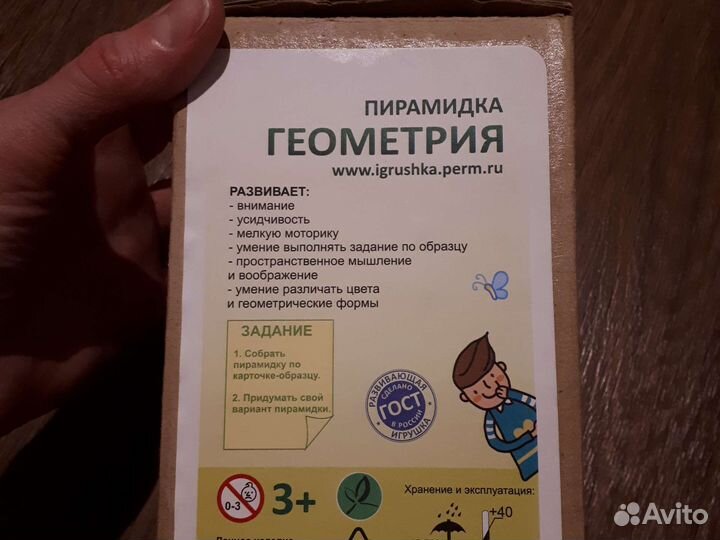 ПИРАМИДКА
ГЕОМЕТРИЯ
www.igrushka.perm.ru
РАЗВИВАЕТ:
- внимание
- усидчивость
- мелкую моторику
- умение выполнять задание по образцу
- пространственное мышление
и воображение
- умение различать цвета
и геометрические формы
ЗАДАНИЕ
1. Собрать
пирамидку по
карточке-образцу.
2. Придумать свой
вариант пирамидки.
РАЗВИВАЮЩАЯ
СДЕЛАНО
ГОСТ
В РОССИИ
ИГРУШКА
0-3
3+
Хранение и эксплуатация:
+40
Avito